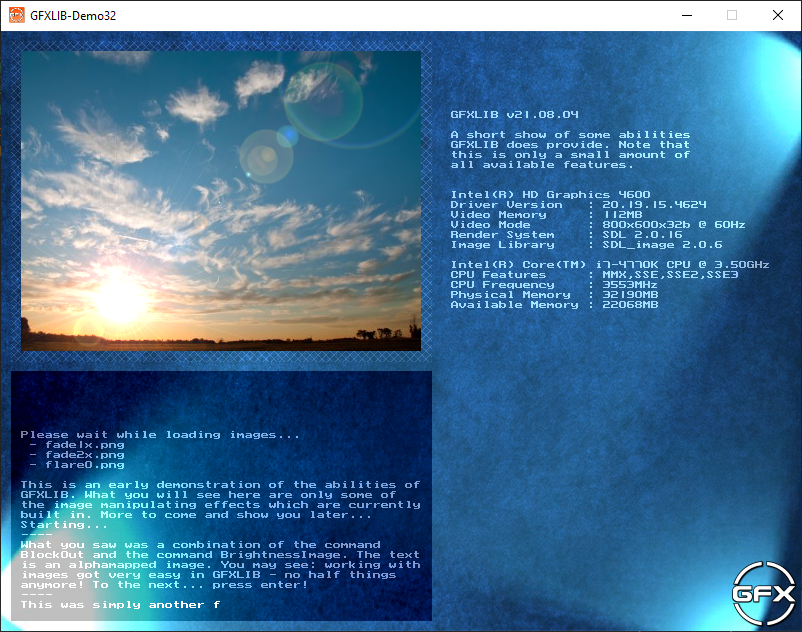 GFXLIB-Demo32
GFXLIB v21.08.04
A short show of some abilities
GFXLIB does provide. Note that
this is only a small amount of
all available features.
Intel(R) HD Graphics 4600
Driver Version   : 20.19.15.4624
Video Memory     : 112MB
Video Mode       : 800x600x32b @ 60Hz
Render System    : SDL 2.0.16
Image Library    : SDL_image 2.0.6
Intel(R) Core(TM) i7-4770K CPU @ 3.50GHz
CPU Features     : MMX,SSE,SSE2,SSE3
CPU Frequency    : 3553MHz
Physical Memory  : 32190MB
Available Memory : 22068MB
Please wait while loading images...
- fade1x.png
- fade2x.png
- flare0.png
This is an early demonstration of the abilities of
GFXLIB. What you will see here are only some of
the image manipulating effects which are currently
built in. More to come and show you later...
Starting...
----
What you saw was a combination of the command
BlockOut and the command BrightnessImage. The text
is an alphamapped image. You may see: working with
images got very easy in GFXLIB - no half things
anymore! To the next... press enter!
----
This was simply another f
GFX